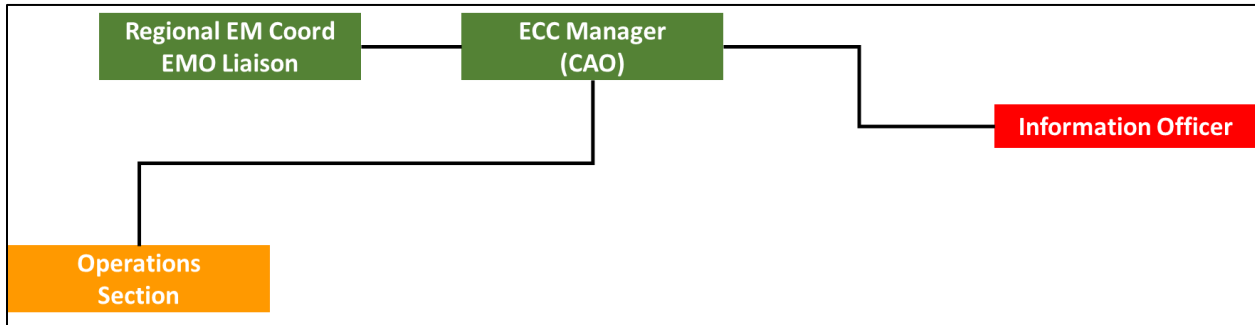 Regional EM Coord
EMO Liaison
ECC Manager
(CAO)
Information Officer
Operations
Section